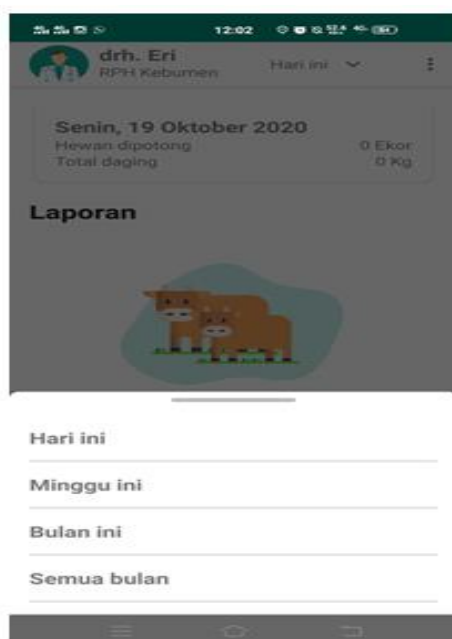 12:02
drh. Eri
RPH Kebumen
Hari ini
Senin, 19 Oktober 2020
Hewan dipotong 0 Ekor
Total daging 0 Kg
Laporan
Hari ini
Minggu ini
Bulan ini
Semua bulan